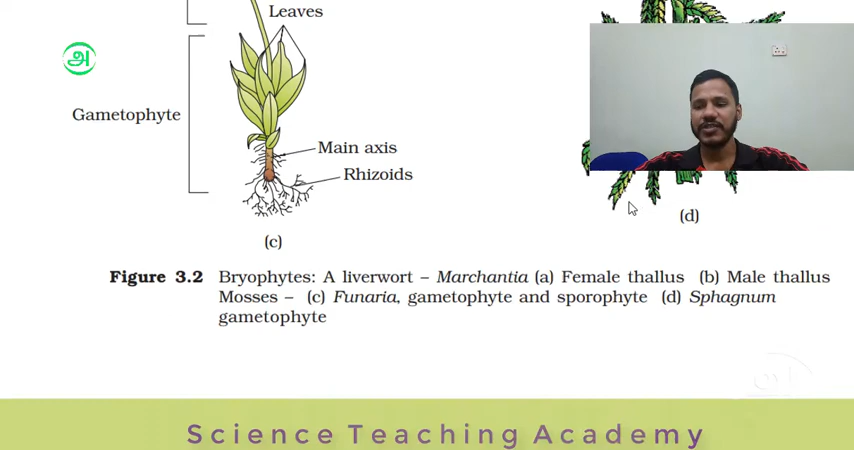 Leaves
அ
Gametophyte
Main axis
Rhizoids
(c)
(d)
Figure 3.2 Bryophytes: A liverwort – Marchantia (a) Female thallus (b) Male thallus
Mosses – (c) Funaria, gametophyte and sporophyte (d) Sphagnum
gametophyte
Science Teaching Academy